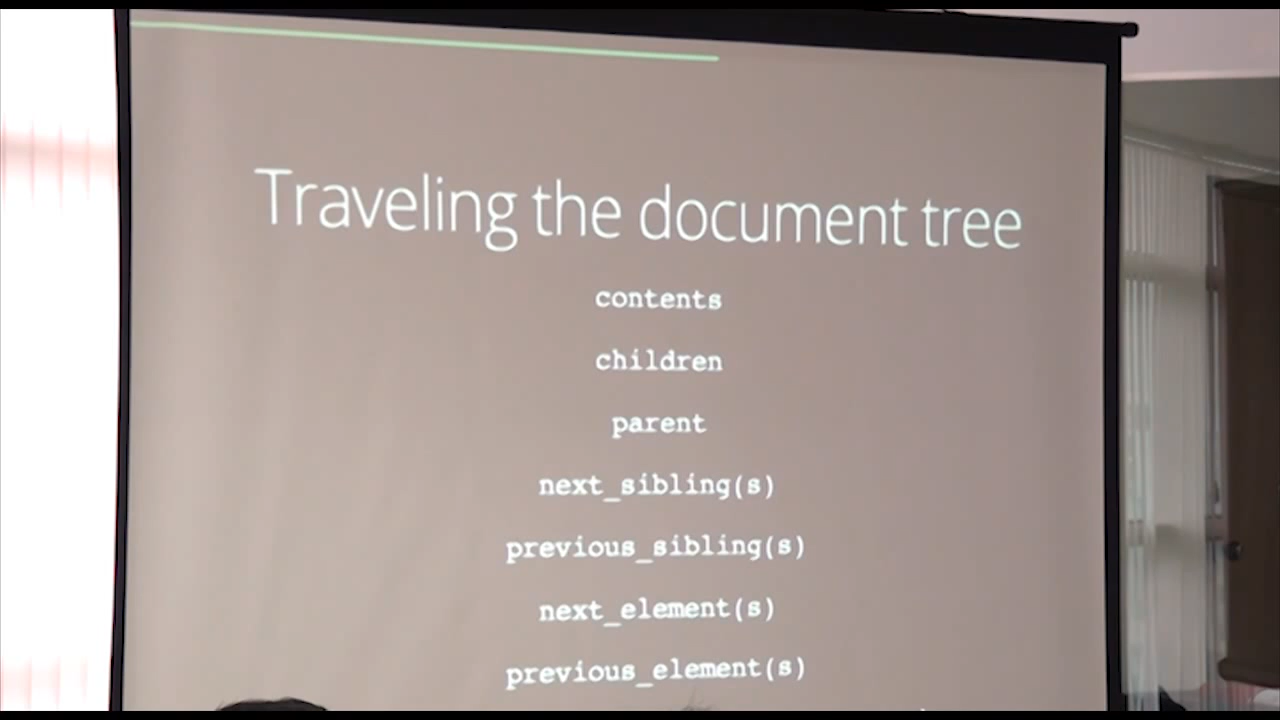 Traveling the document tree
contents
children
parent
next_sibling(s)
previous_sibling(s)
next_element(s)
previous_element(s)